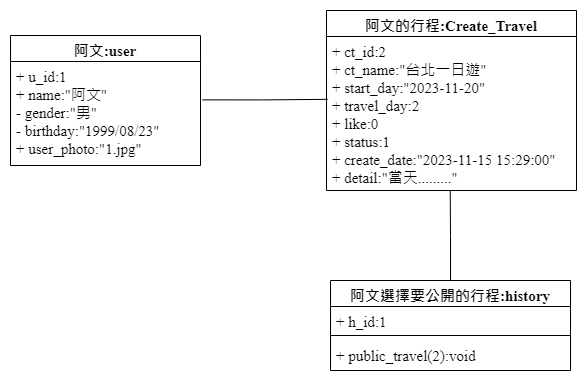 阿文:user
+ u_id:1
+ name:"阿文"
- gender:"男"
- birthday:"1999/08/23"
+ user_photo:"1.jpg"
阿文的行程:Create_Travel
+ ct_id:2
+ ct_name:"台北一日遊"
+ start_day:"2023-11-20"
+ travel_day:2
+ like:0
+ status:1
+ create_date:"2023-11-15 15:29:00"
+ detail:"當天........."
阿文選擇要公開的行程:history
+ h_id:1
+ public_travel(2):void